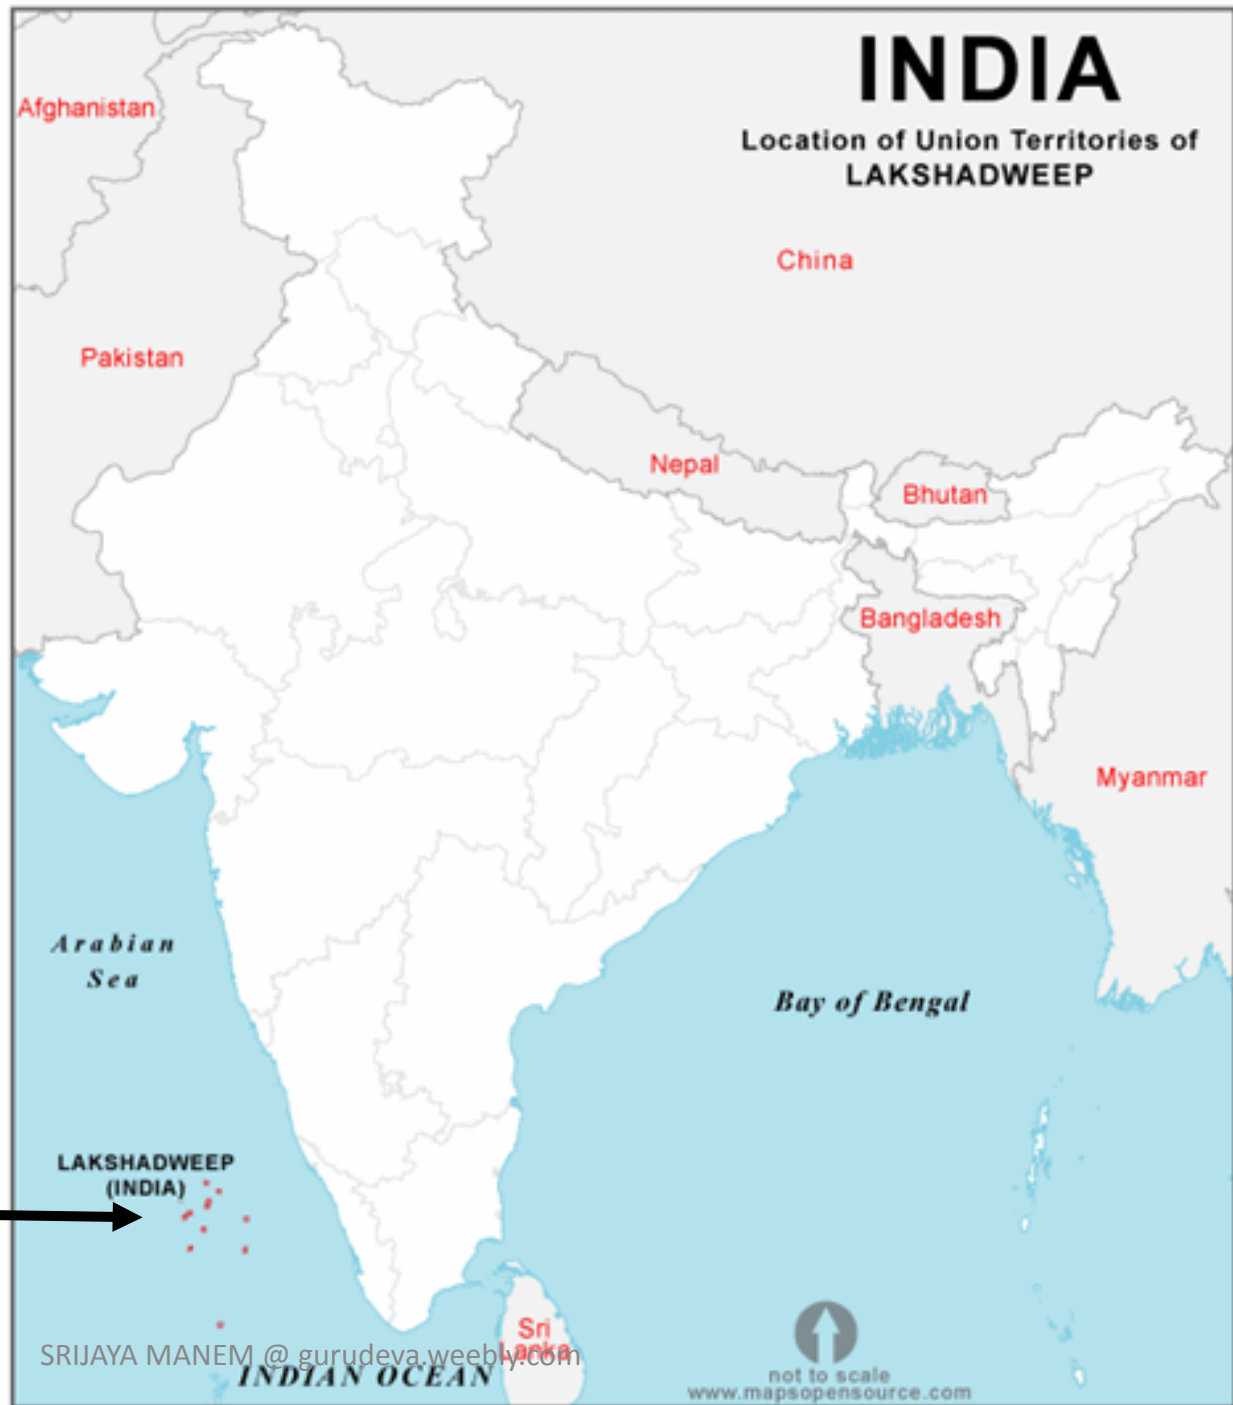 INDIA
Location of Union Territories of
LAKSHADWEEP
Afghanistan
China
Pakistan
Nepal
Bhutan
Bangladesh
Myanmar
Arabian
Sea
Bay of Bengal
LAKSHADWEEP
(INDIA)
Sri
Lanka
SRIJAYA MANEM @ gurudeva.weebly.com
INDIAN OCEAN
not to scale
www.mapsopensource.com